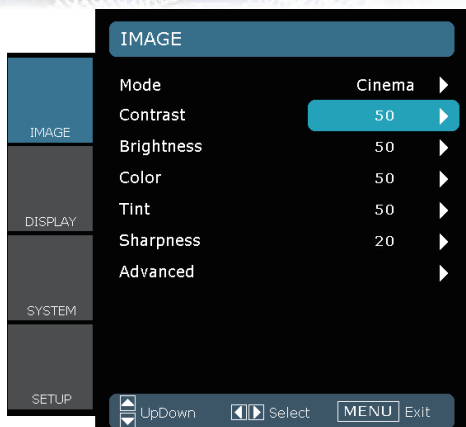 IMAGE
IMAGE
DISPLAY
SYSTEM
SETUP
Mode Cinema
Contrast 50
Brightness 50
Color 50
Tint 50
Sharpness 20
Advanced
UpDown Select MENU Exit